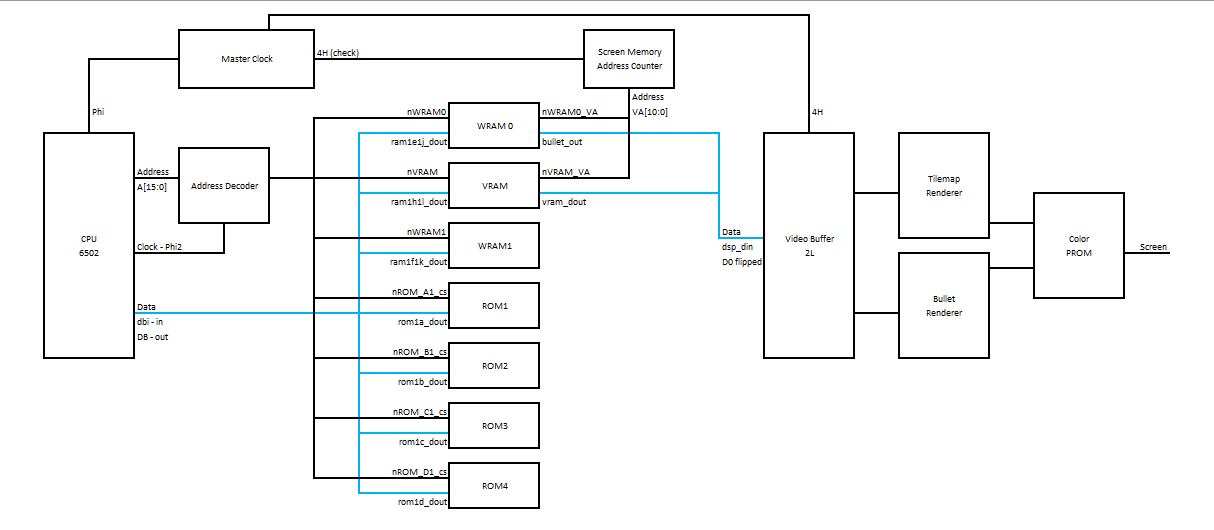 Master Clock
4H (check)
Screen Memory
Address Counter
Address
VA[10:0]
Phi
4H
CPU
6502
Address
A[15:0]
Clock - Phi2
Data
dbi - in
DB - out
Address Decoder
nWRAM0
ram1e1j_dout
WRAM 0
nWRAM0_VA
bullet_out
nVRAM
ram1h1l_dout
VRAM
nVRAM_VA
vram_dout
nWRAM1
ram1f1k_dout
WRAM1
nROM_A1_cs
rom1a_dout
ROM1
nROM_B1_cs
rom1b_dout
ROM2
nROM_C1_cs
rom1c_dout
ROM3
nROM_D1_cs
rom1d_dout
ROM4
Data
dsp_din
D0 flipped
Video Buffer
2L
Tilemap
Renderer
Bullet
Renderer
Color
PROM
Screen